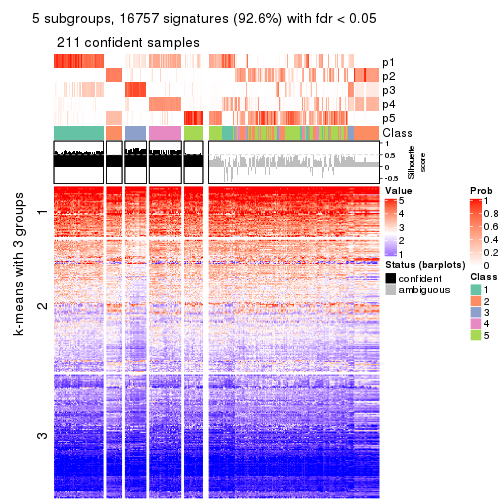 5 subgroups, 16757 signatures (92.6%) with fdr < 0.05
211 confident samples
p1
p2
p3
p4
p5
Class
1
0.5
0
-0.5
Silhouette
score
k-means with 3 groups
1
2
3
Value
5
4
3
2
1
Status (barplots)
confident
ambiguous
Prob
1
0.8
0.6
0.4
0.2
0
Class
1
2
3
4
5